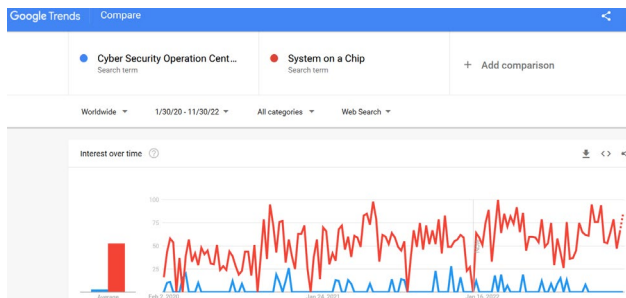 Google Trends Compare
Cyber Security Operation Cent...
Search term
System on a Chip
Search term
+ Add comparison
Worldwide
1/30/20 - 11/30/22
All categories
Web Search
Interest over time
100
75
50
25
Average
Feb 2, 2020
Jan 24, 2021
Jan 16, 2022